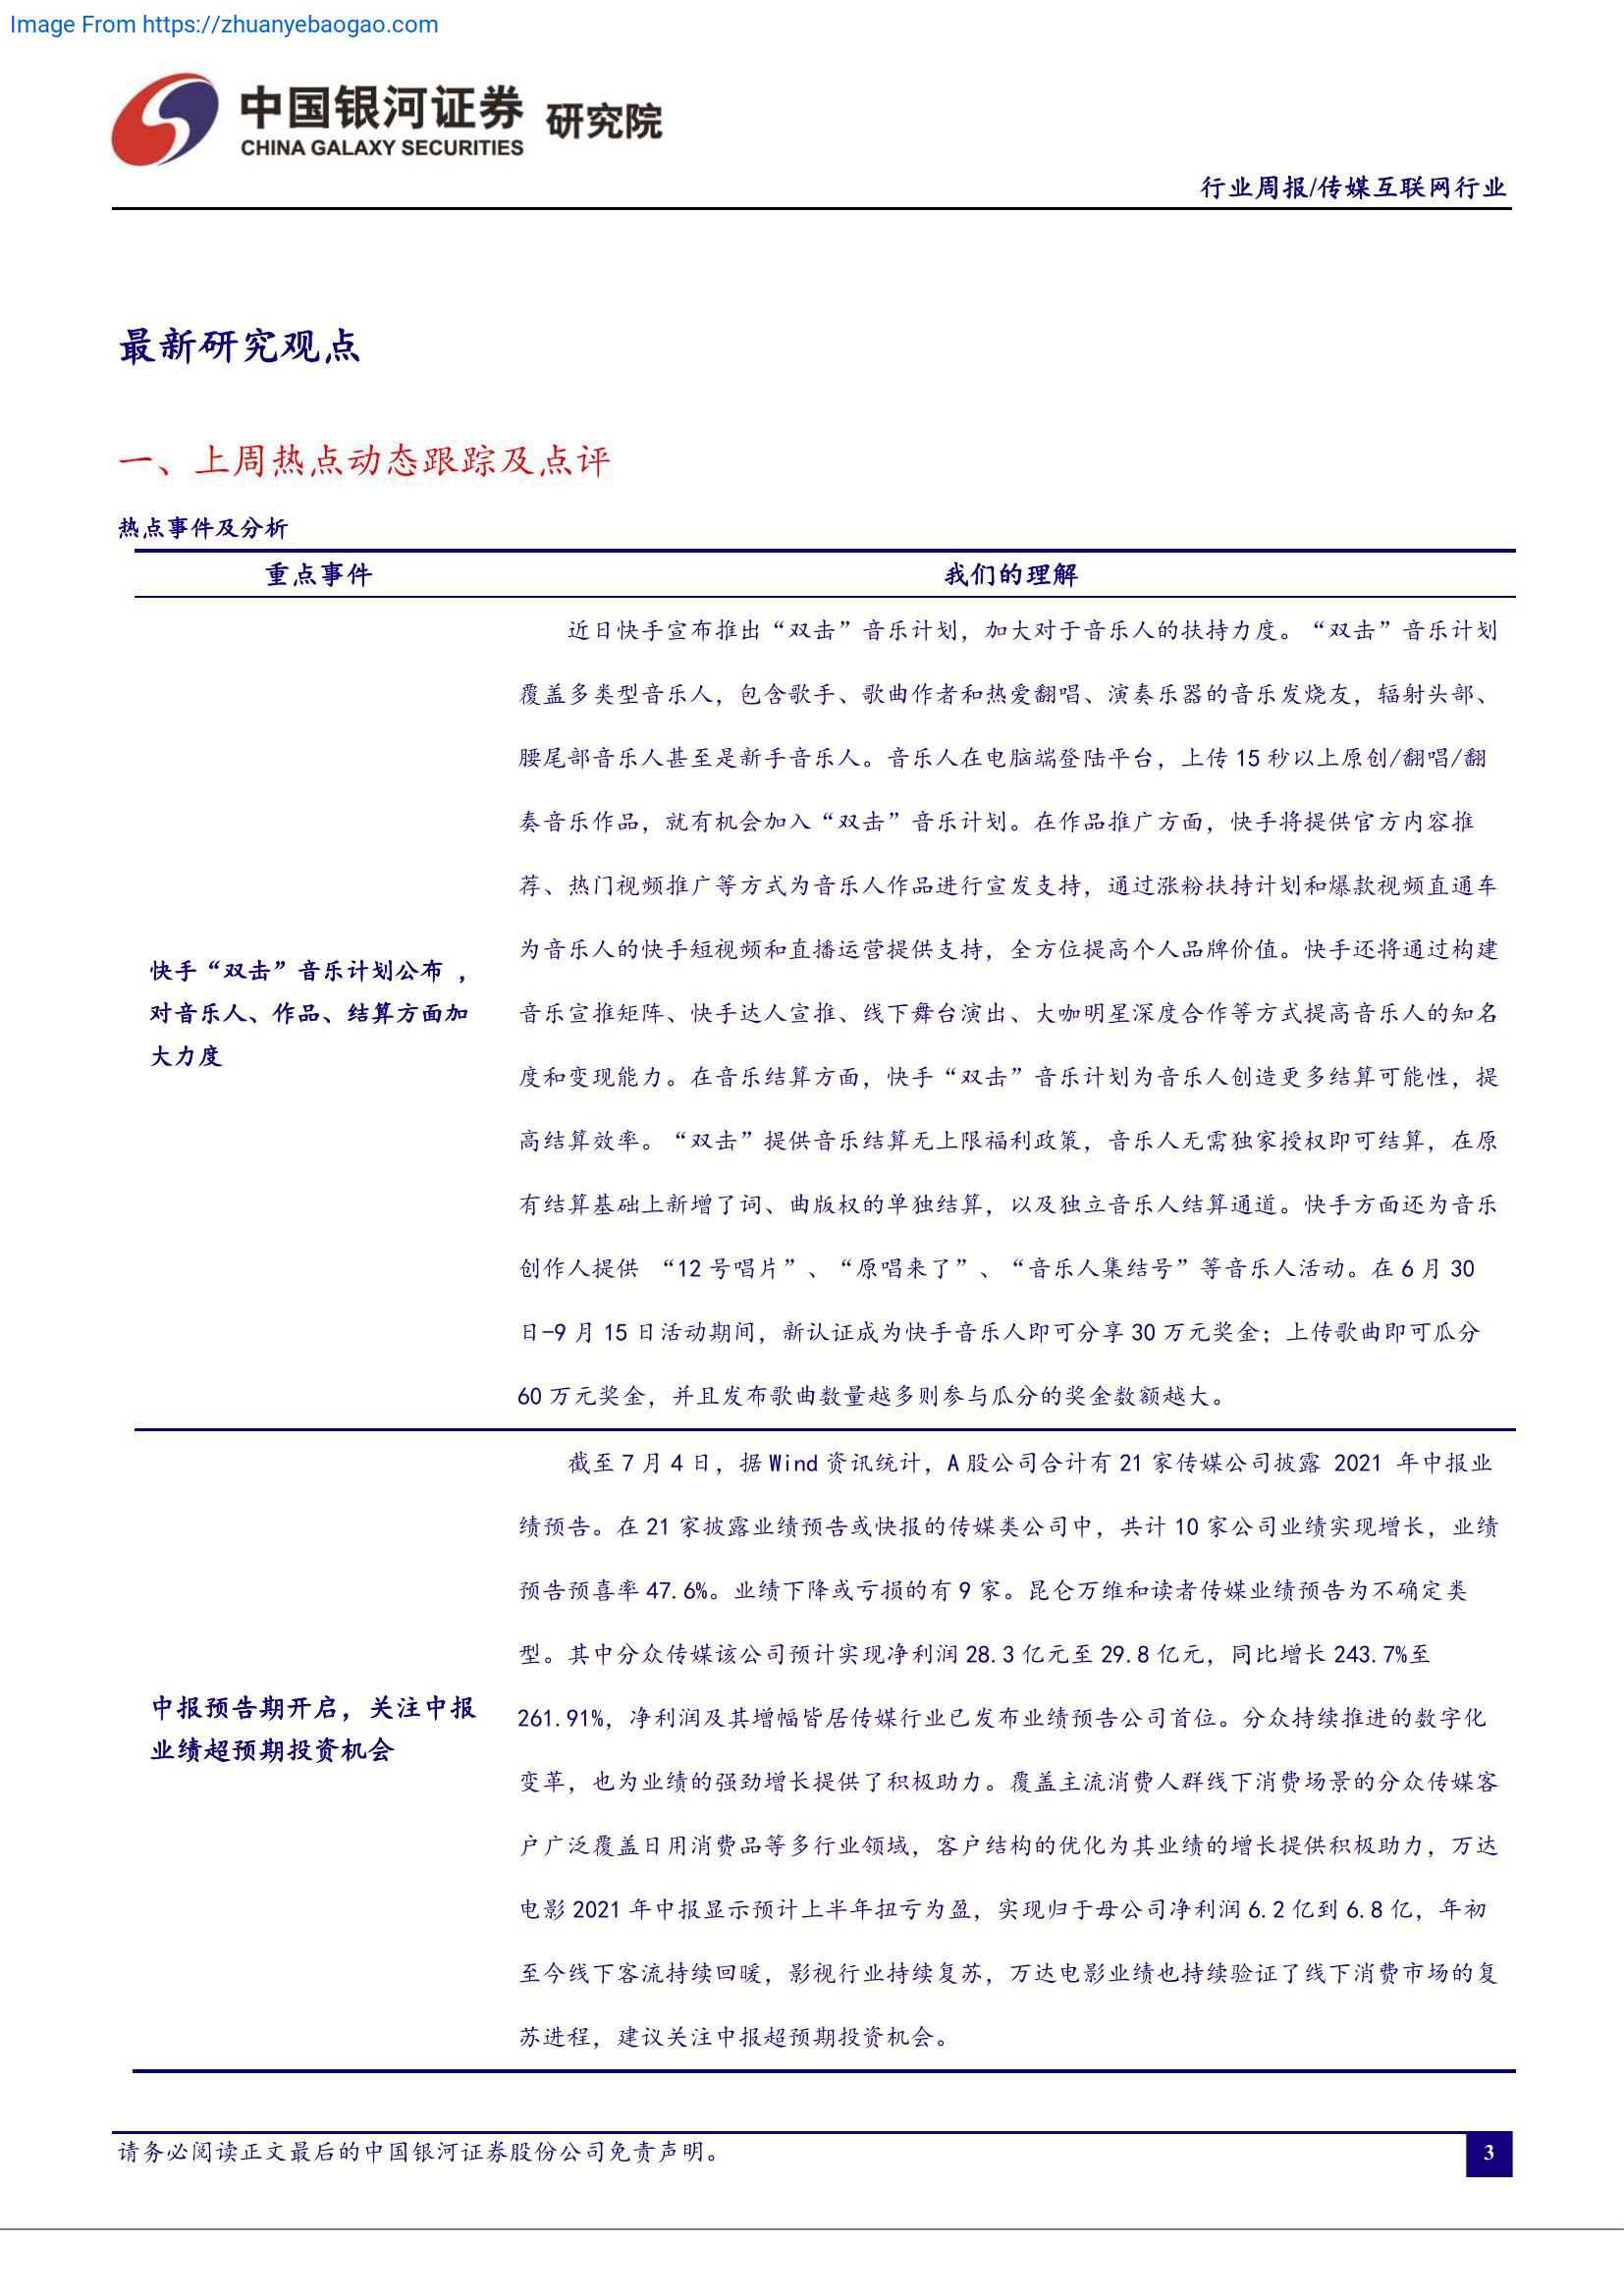 Image From https://zhuanyebaogao.com
中国银河证券 研究院
CHINA GALAXY SECURITIES
行业周报/传媒互联网行业
最新研究观点
一、上周热点动态跟踪及点评
热点事件及分析
重点事件 我们的理解
快手“双击”音乐计划公布 ，
对音乐人、作品、结算方面加
大力度
近日快手宣布推出“双击”音乐计划，加大对于音乐人的扶持力度。“双击”音乐计划
覆盖多类型音乐人，包含歌手、歌曲作者和热爱翻唱、演奏乐器的音乐发烧友，辐射头部、
腰尾部音乐人甚至是新手音乐人。音乐人在电脑端登陆平台，上传 15 秒以上原创/翻唱/翻
奏音乐作品，就有机会加入“双击”音乐计划。在作品推广方面，快手将提供官方内容推
荐、热门视频推广等方式为音乐人作品进行宣发支持，通过涨粉扶持计划和爆款视频直通车
为音乐人的快手短视频和直播运营提供支持，全方位提高个人品牌价值。快手还将通过构建
音乐宣推矩阵、快手达人宣推、线下舞台演出、大咖明星深度合作等方式提高音乐人的知名
度和变现能力。在音乐结算方面，快手“双击”音乐计划为音乐人创造更多结算可能性，提
高结算效率。“双击”提供音乐结算无上限福利政策，音乐人无需独家授权即可结算，在原
有结算基础上新增了词、曲版权的单独结算，以及独立音乐人结算通道。快手方面还为音乐
创作人提供 “12 号唱片”、“原唱来了”、“音乐人集结号”等音乐人活动。在 6 月 30
日-9 月 15 日活动期间，新认证成为快手音乐人即可分享 30 万元奖金；上传歌曲即可瓜分
60 万元奖金，并且发布歌曲数量越多则参与瓜分的奖金数额越大。
中报预告期开启，关注中报
业绩超预期投资机会
截至 7 月 4 日，据 Wind 资讯统计，A 股公司合计有 21 家传媒公司披露 2021 年中报业
绩预告。在 21 家披露业绩预告或快报的传媒类公司中，共计 10 家公司业绩实现增长，业绩
预告预喜率 47.6%。业绩下降或亏损的有 9 家。昆仑万维和读者传媒业绩预告为不确定类
型。其中分众传媒该公司预计实现净利润 28.3 亿元至 29.8 亿元，同比增长 243.7%至
261.91%，净利润及其增幅皆居传媒行业已发布业绩预告公司首位。分众持续推进的数字化
变革，也为业绩的强劲增长提供了积极助力。覆盖主流消费人群线下消费场景的分众传媒客
户广泛覆盖日用消费品等多行业领域，客户结构的优化为其业绩的增长提供积极助力，万达
电影 2021 年中报显示预计上半年扭亏为盈，实现归于母公司净利润 6.2 亿到 6.8 亿，年初
至今线下客流持续回暖，影视行业持续复苏，万达电影业绩也持续验证了线下消费市场的复
苏进程，建议关注中报超预期投资机会。
请务必阅读正文最后的中国银河证券股份公司免责声明。
3